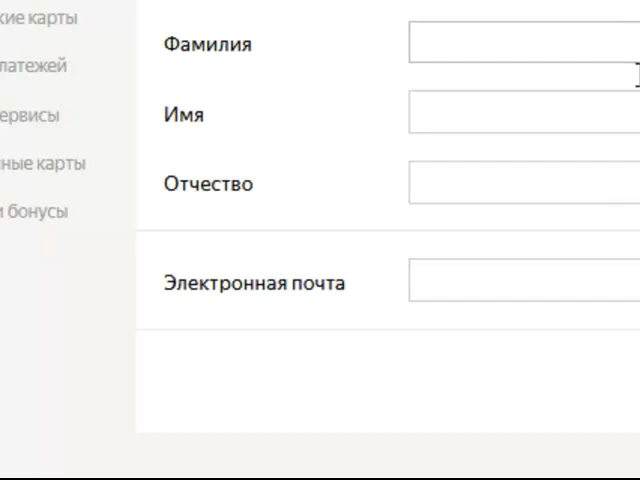 кие карты
латежей
ервисы
ные карты
и бонусы
Фамилия
Имя
Отчество
Электронная почта